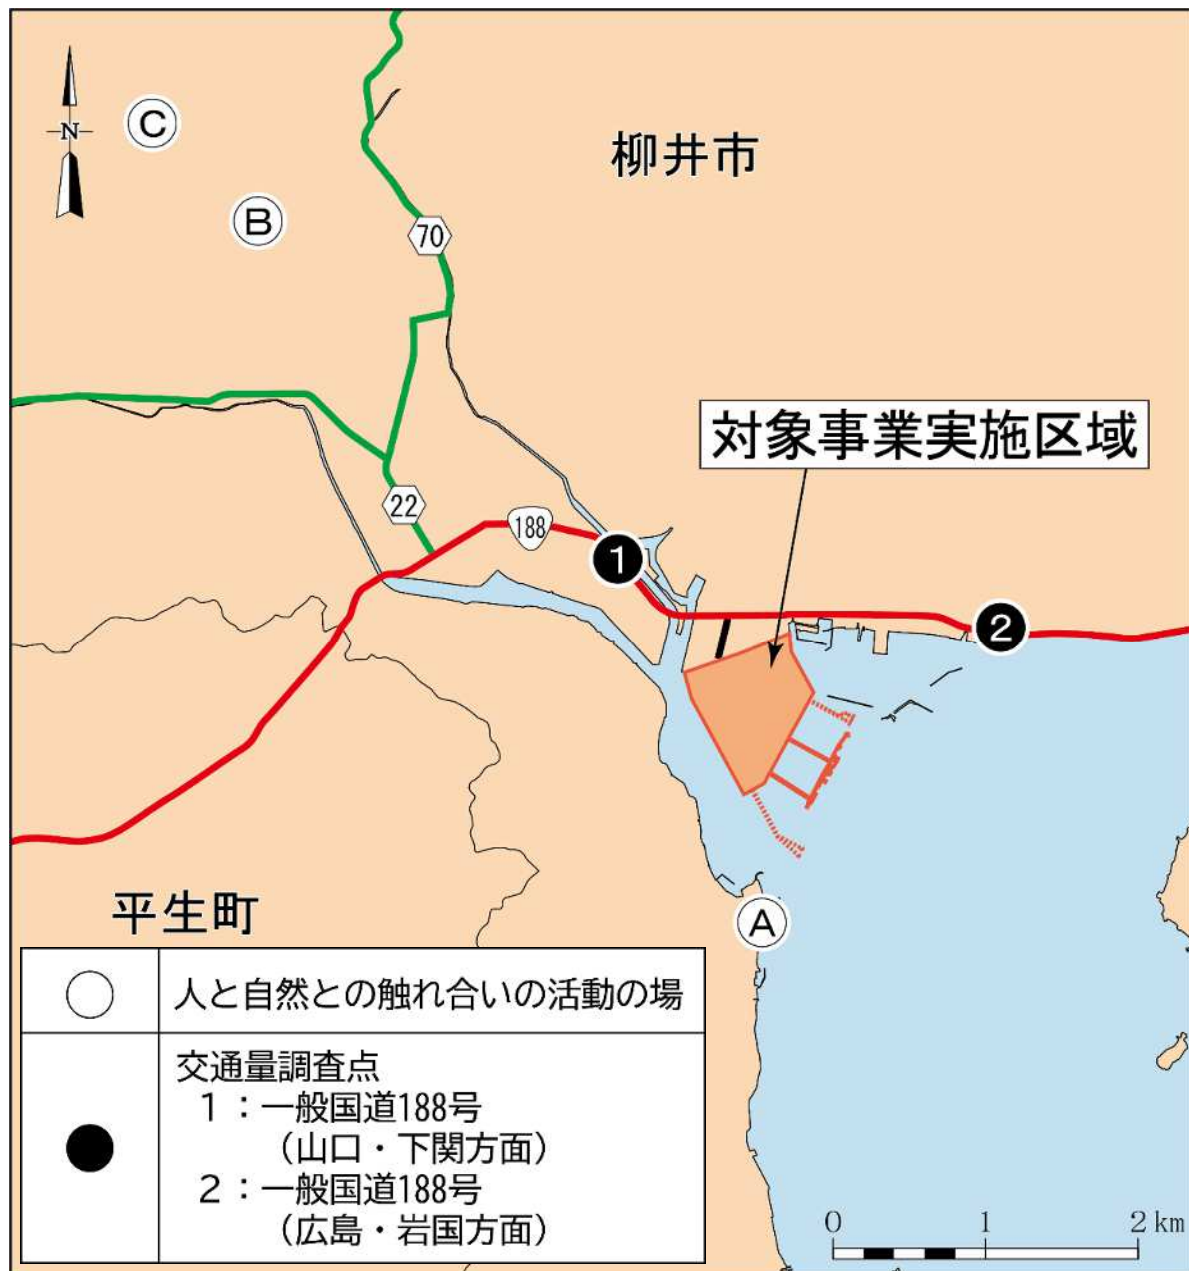 N
C
柳井市
B
70
対象事業実施区域
22
188
1
2
平生町
A
人と自然との触れ合いの活動の場
交通量調査点
1:一般国道188号
(山口・下関方面)
2:一般国道188号
(広島・岩国方面)
0 1 2 km